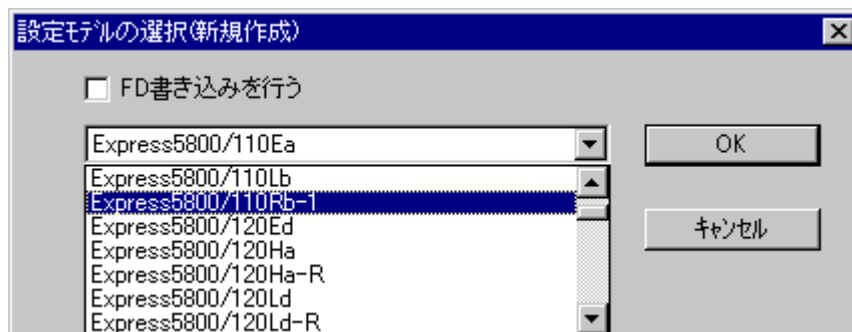 設定モデルの選択(新規作成)
FD書き込みを行う
Express5800/110Ea
OK
Express5800/110Lb
Express5800/110Rb-1
Express5800/120Ed
キャンセル
Express5800/120Ha
Express5800/120Ha-R
Express5800/120Ld
Express5800/120Ld-R